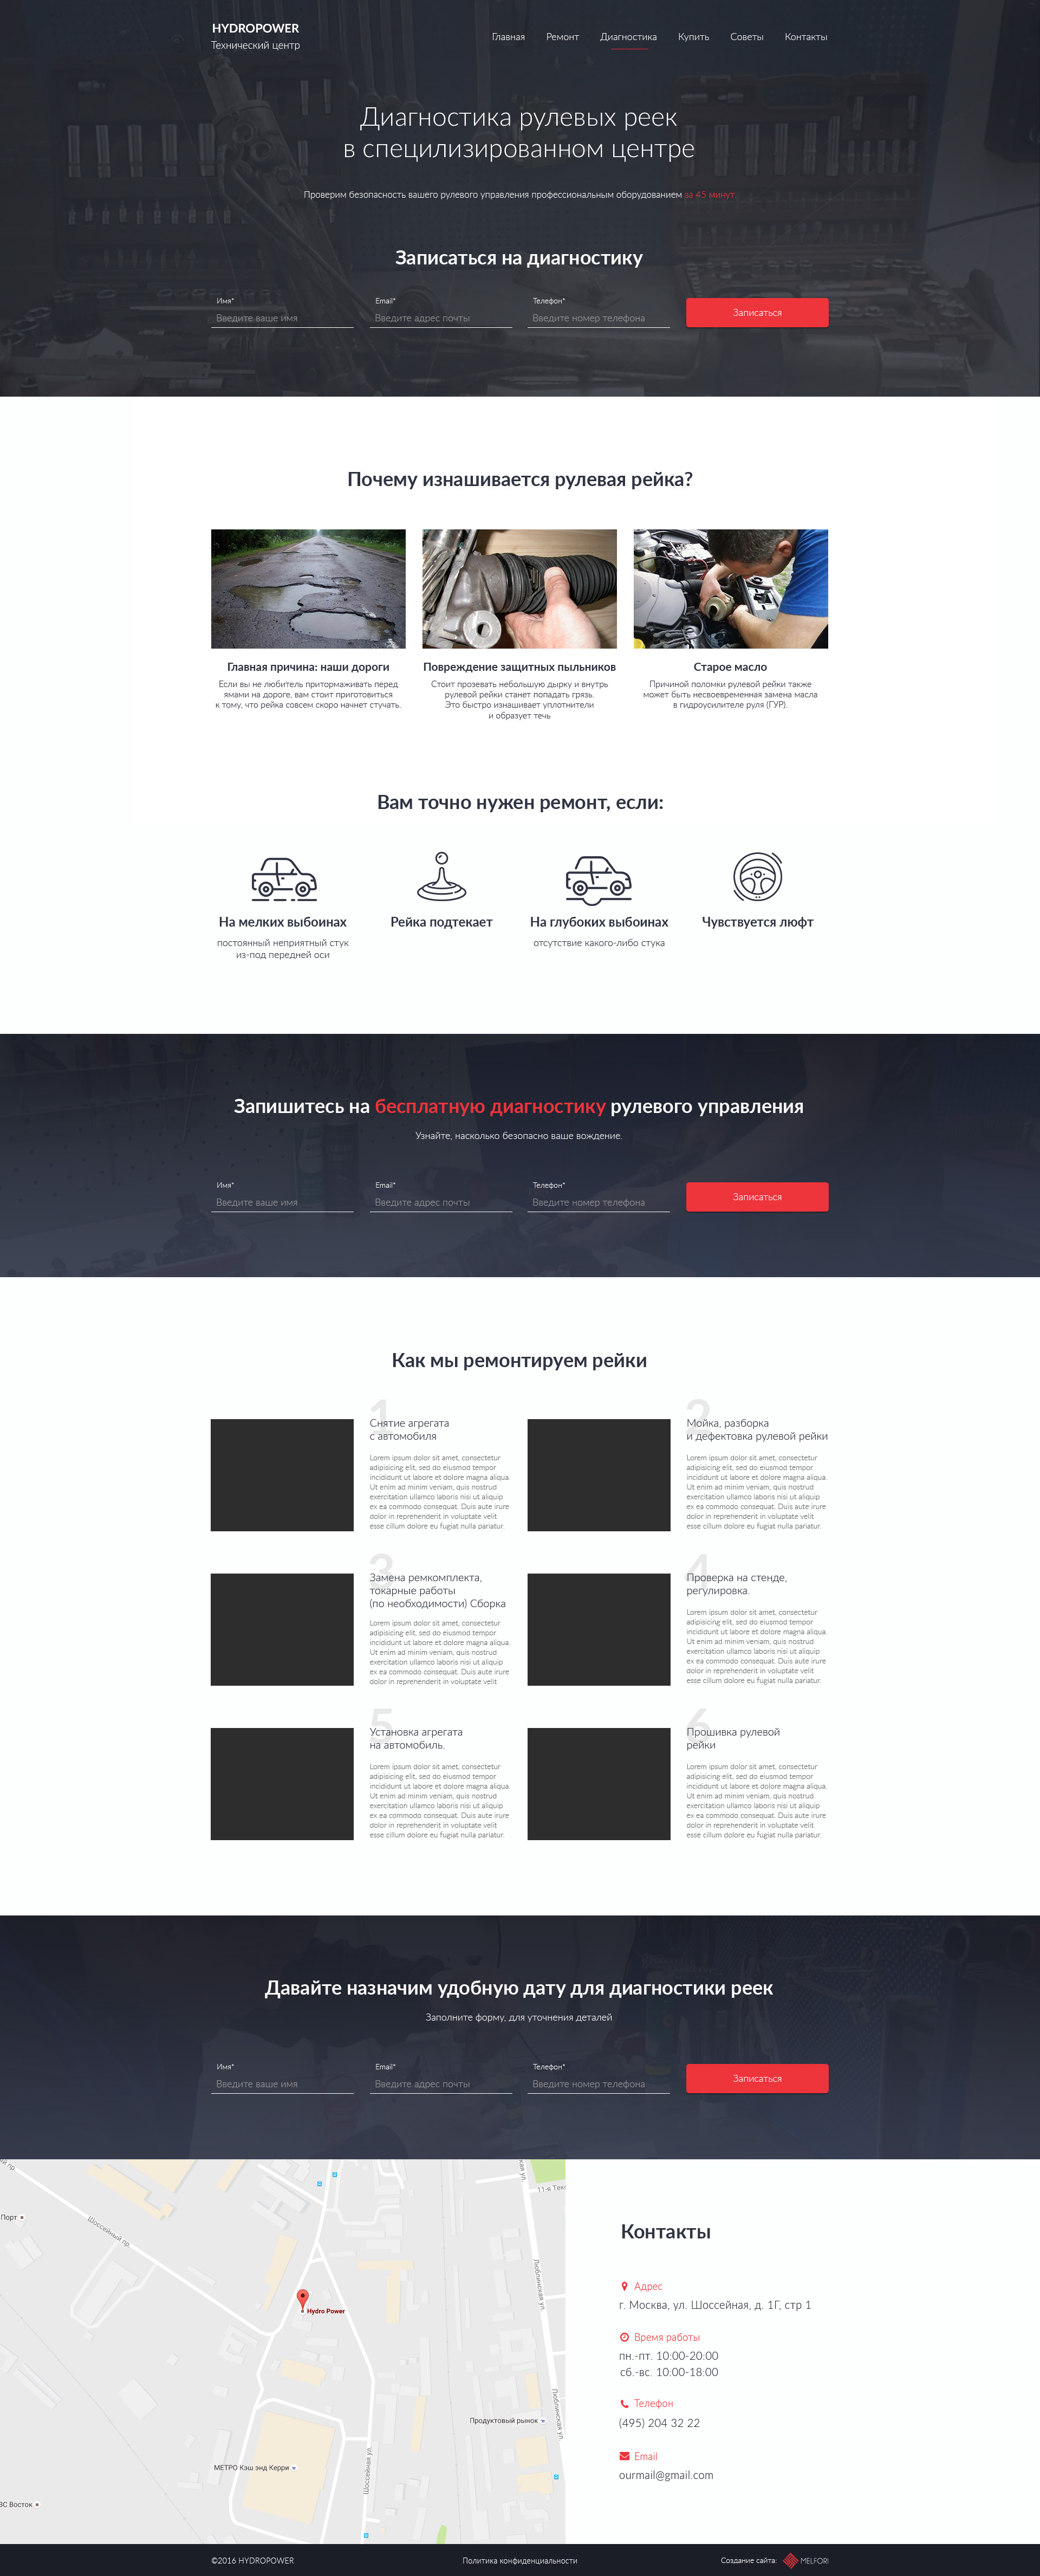 HYDROPOWER
Технический центр
Главная Ремонт Диагностика Купить Советы Контакты
Диагностика рулевых реек
в специлизированном центре
Проверим безопасность вашего рулевого управления профессиональным оборудованием за 45 минут.
Записаться на диагностику
Имя* Email* Телефон*
Введите ваше имя Введите адрес почты Введите номер телефона Записаться
Почему изнашивается рулевая рейка?
Главная причина: наши дороги
Если вы не любитель притормаживать перед
ямами на дороге, вам стоит приготовиться
к тому, что рейка совсем скоро начнет стучать.
Повреждение защитных пыльников
Стоит прозевать небольшую дырку и внутрь
рулевой рейки станет попадать грязь.
Это быстро изнашивает уплотнители
и образует течь
Старое масло
Причиной поломки рулевой рейки также
может быть несвоевременная замена масла
в гидроусилителе руля (ГУР).
Вам точно нужен ремонт, если:
На мелких выбоинах
постоянный неприятный стук
из-под передней оси
Рейка подтекает
На глубоких выбоинах
отсутствие какого-либо стука
Чувствуется люфт
Запишитесь на бесплатную диагностику рулевого управления
Узнайте, насколько безопасно ваше вождение.
Имя* Email* Телефон*
Введите ваше имя Введите адрес почты Введите номер телефона Записаться
Как мы ремонтируем рейки
1
Снятие агрегата
с автомобиля
Lorem ipsum dolor sit amet, consectetur
adipisicing elit, sed do eiusmod tempor
incididunt ut labore et dolore magna aliqua.
Ut enim ad minim veniam, quis nostrud
exercitation ullamco laboris nisi ut aliquip
ex ea commodo consequat. Duis aute irure
dolor in reprehenderit in voluptate velit
esse cillum dolore eu fugiat nulla pariatur.
2
Мойка, разборка
и дефектовка рулевой рейки
Lorem ipsum dolor sit amet, consectetur
adipisicing elit, sed do eiusmod tempor
incididunt ut labore et dolore magna aliqua.
Ut enim ad minim veniam, quis nostrud
exercitation ullamco laboris nisi ut aliquip
ex ea commodo consequat. Duis aute irure
dolor in reprehenderit in voluptate velit
esse cillum dolore eu fugiat nulla pariatur.
3
Замена ремкомплекта,
токарные работы
(по необходимости) Сборка
Lorem ipsum dolor sit amet, consectetur
adipisicing elit, sed do eiusmod tempor
incididunt ut labore et dolore magna aliqua.
Ut enim ad minim veniam, quis nostrud
exercitation ullamco laboris nisi ut aliquip
ex ea commodo consequat. Duis aute irure
dolor in reprehenderit in voluptate velit
4
Проверка на стенде,
регулировка.
Lorem ipsum dolor sit amet, consectetur
adipisicing elit, sed do eiusmod tempor
incididunt ut labore et dolore magna aliqua.
Ut enim ad minim veniam, quis nostrud
exercitation ullamco laboris nisi ut aliquip
ex ea commodo consequat. Duis aute irure
dolor in reprehenderit in voluptate velit
esse cillum dolore eu fugiat nulla pariatur.
5
Установка агрегата
на автомобиль.
Lorem ipsum dolor sit amet, consectetur
adipisicing elit, sed do eiusmod tempor
incididunt ut labore et dolore magna aliqua.
Ut enim ad minim veniam, quis nostrud
exercitation ullamco laboris nisi ut aliquip
ex ea commodo consequat. Duis aute irure
dolor in reprehenderit in voluptate velit
esse cillum dolore eu fugiat nulla pariatur.
6
Прошивка рулевой
рейки
Lorem ipsum dolor sit amet, consectetur
adipisicing elit, sed do eiusmod tempor
incididunt ut labore et dolore magna aliqua.
Ut enim ad minim veniam, quis nostrud
exercitation ullamco laboris nisi ut aliquip
ex ea commodo consequat. Duis aute irure
dolor in reprehenderit in voluptate velit
esse cillum dolore eu fugiat nulla pariatur.
Давайте назначим удобную дату для диагностики реек
Заполните форму, для уточнения деталей
Имя* Email* Телефон*
Введите ваше имя Введите адрес почты Введите номер телефона Записаться
пр.
кая ул.
11-я Текс
Порт
Шоссейный пр.
Люблинская ул.
Hydro Power
Люблинская ул.
Продуктовый рынок
Шоссейная ул.
МЕТРО Кэш энд Керри
ЗС Восток
Контакты
Адрес
г. Москва, ул. Шоссейная, д. 1Г, стр 1
Время работы
пн.-пт. 10:00-20:00
сб.-вс. 10:00-18:00
Телефон
(495) 204 32 22
Email
ourmail@gmail.com
©2016 HYDROPOWER Политика конфиденциальности Создание сайта: MELFORI